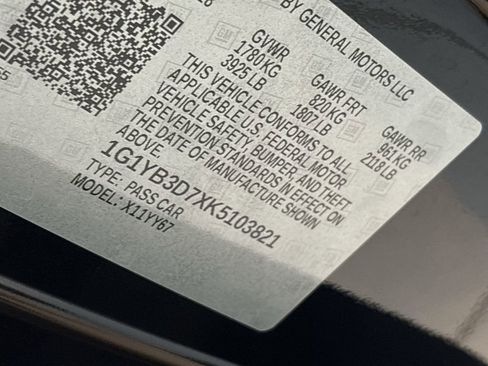 BY GENERAL MOTORS LLC
GVWR GAWR FRT GAWR RR
1780 KG 820 KG 961 KG
3925 LB 1807 LB 2118 LB
THIS VEHICLE CONFORMS TO ALL
APPLICABLE U.S. FEDERAL MOTOR
VEHICLE SAFETY, BUMPER, AND THEFT
PREVENTION STANDARDS IN EFFECT ON
THE DATE OF MANUFACTURE SHOWN
ABOVE.
1G1YB3D7XK5103821
TYPE: PASS CAR
MODEL: X11YY67